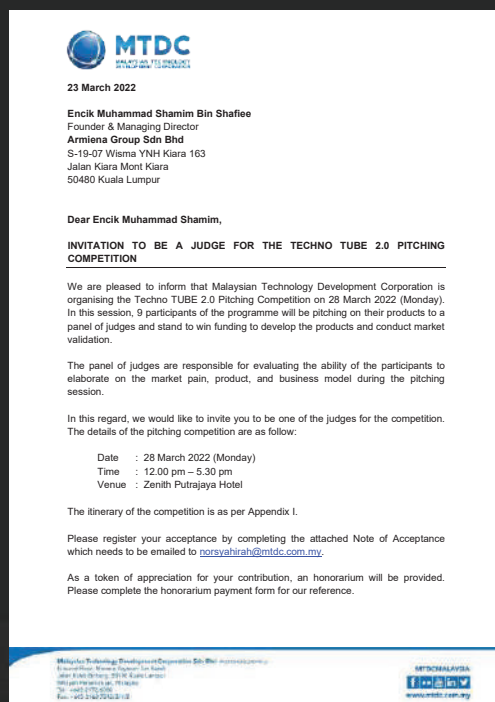 MTDC
MALAYSIAN TECHNOLOGY
DEVELOPMENT CORPORATION
23 March 2022
Encik Muhammad Shamim Bin Shafiee
Founder & Managing Director
Armiena Group Sdn Bhd
S-19-07 Wisma YNH Kiara 163
Jalan Kiara Mont Kiara
50480 Kuala Lumpur
Dear Encik Muhammad Shamim,
INVITATION TO BE A JUDGE FOR THE TECHNO TUBE 2.0 PITCHING
COMPETITION
We are pleased to inform that Malaysian Technology Development Corporation is
organising the Techno TUBE 2.0 Pitching Competition on 28 March 2022 (Monday).
In this session, 9 participants of the programme will be pitching on their products to a
panel of judges and stand to win funding to develop the products and conduct market
validation.
The panel of judges are responsible for evaluating the ability of the participants to
elaborate on the market pain, product, and business model during the pitching
session.
In this regard, we would like to invite you to be one of the judges for the competition.
The details of the pitching competition are as follow:
Date : 28 March 2022 (Monday)
Time : 12.00 pm – 5.30 pm
Venue : Zenith Putrajaya Hotel
The itinerary of the competition is as per Appendix I.
Please register your acceptance by completing the attached Note of Acceptance
which needs to be emailed to norsyahirah@mtdc.com.my.
As a token of appreciation for your contribution, an honorarium will be provided.
Please complete the honorarium payment form for our reference.
Malaysian Technology Development Corporation Sdn Bhd
MTDCMALAYSIA
www.mtdc.com.my